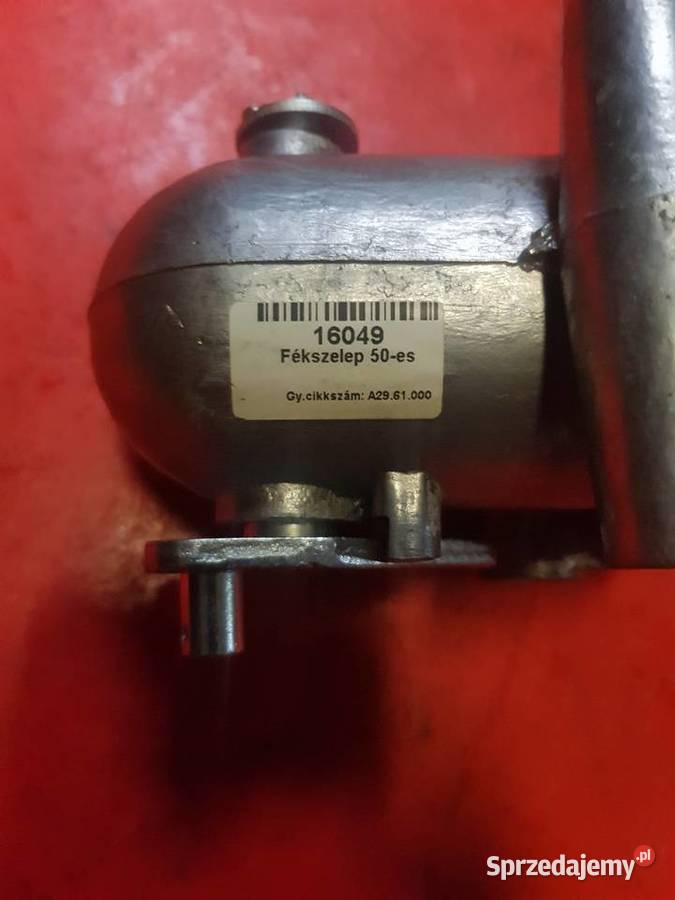 16049
Fékszelep 50-es
Gy.cikkszám: A29.61.000
Sprzedajemy.pl